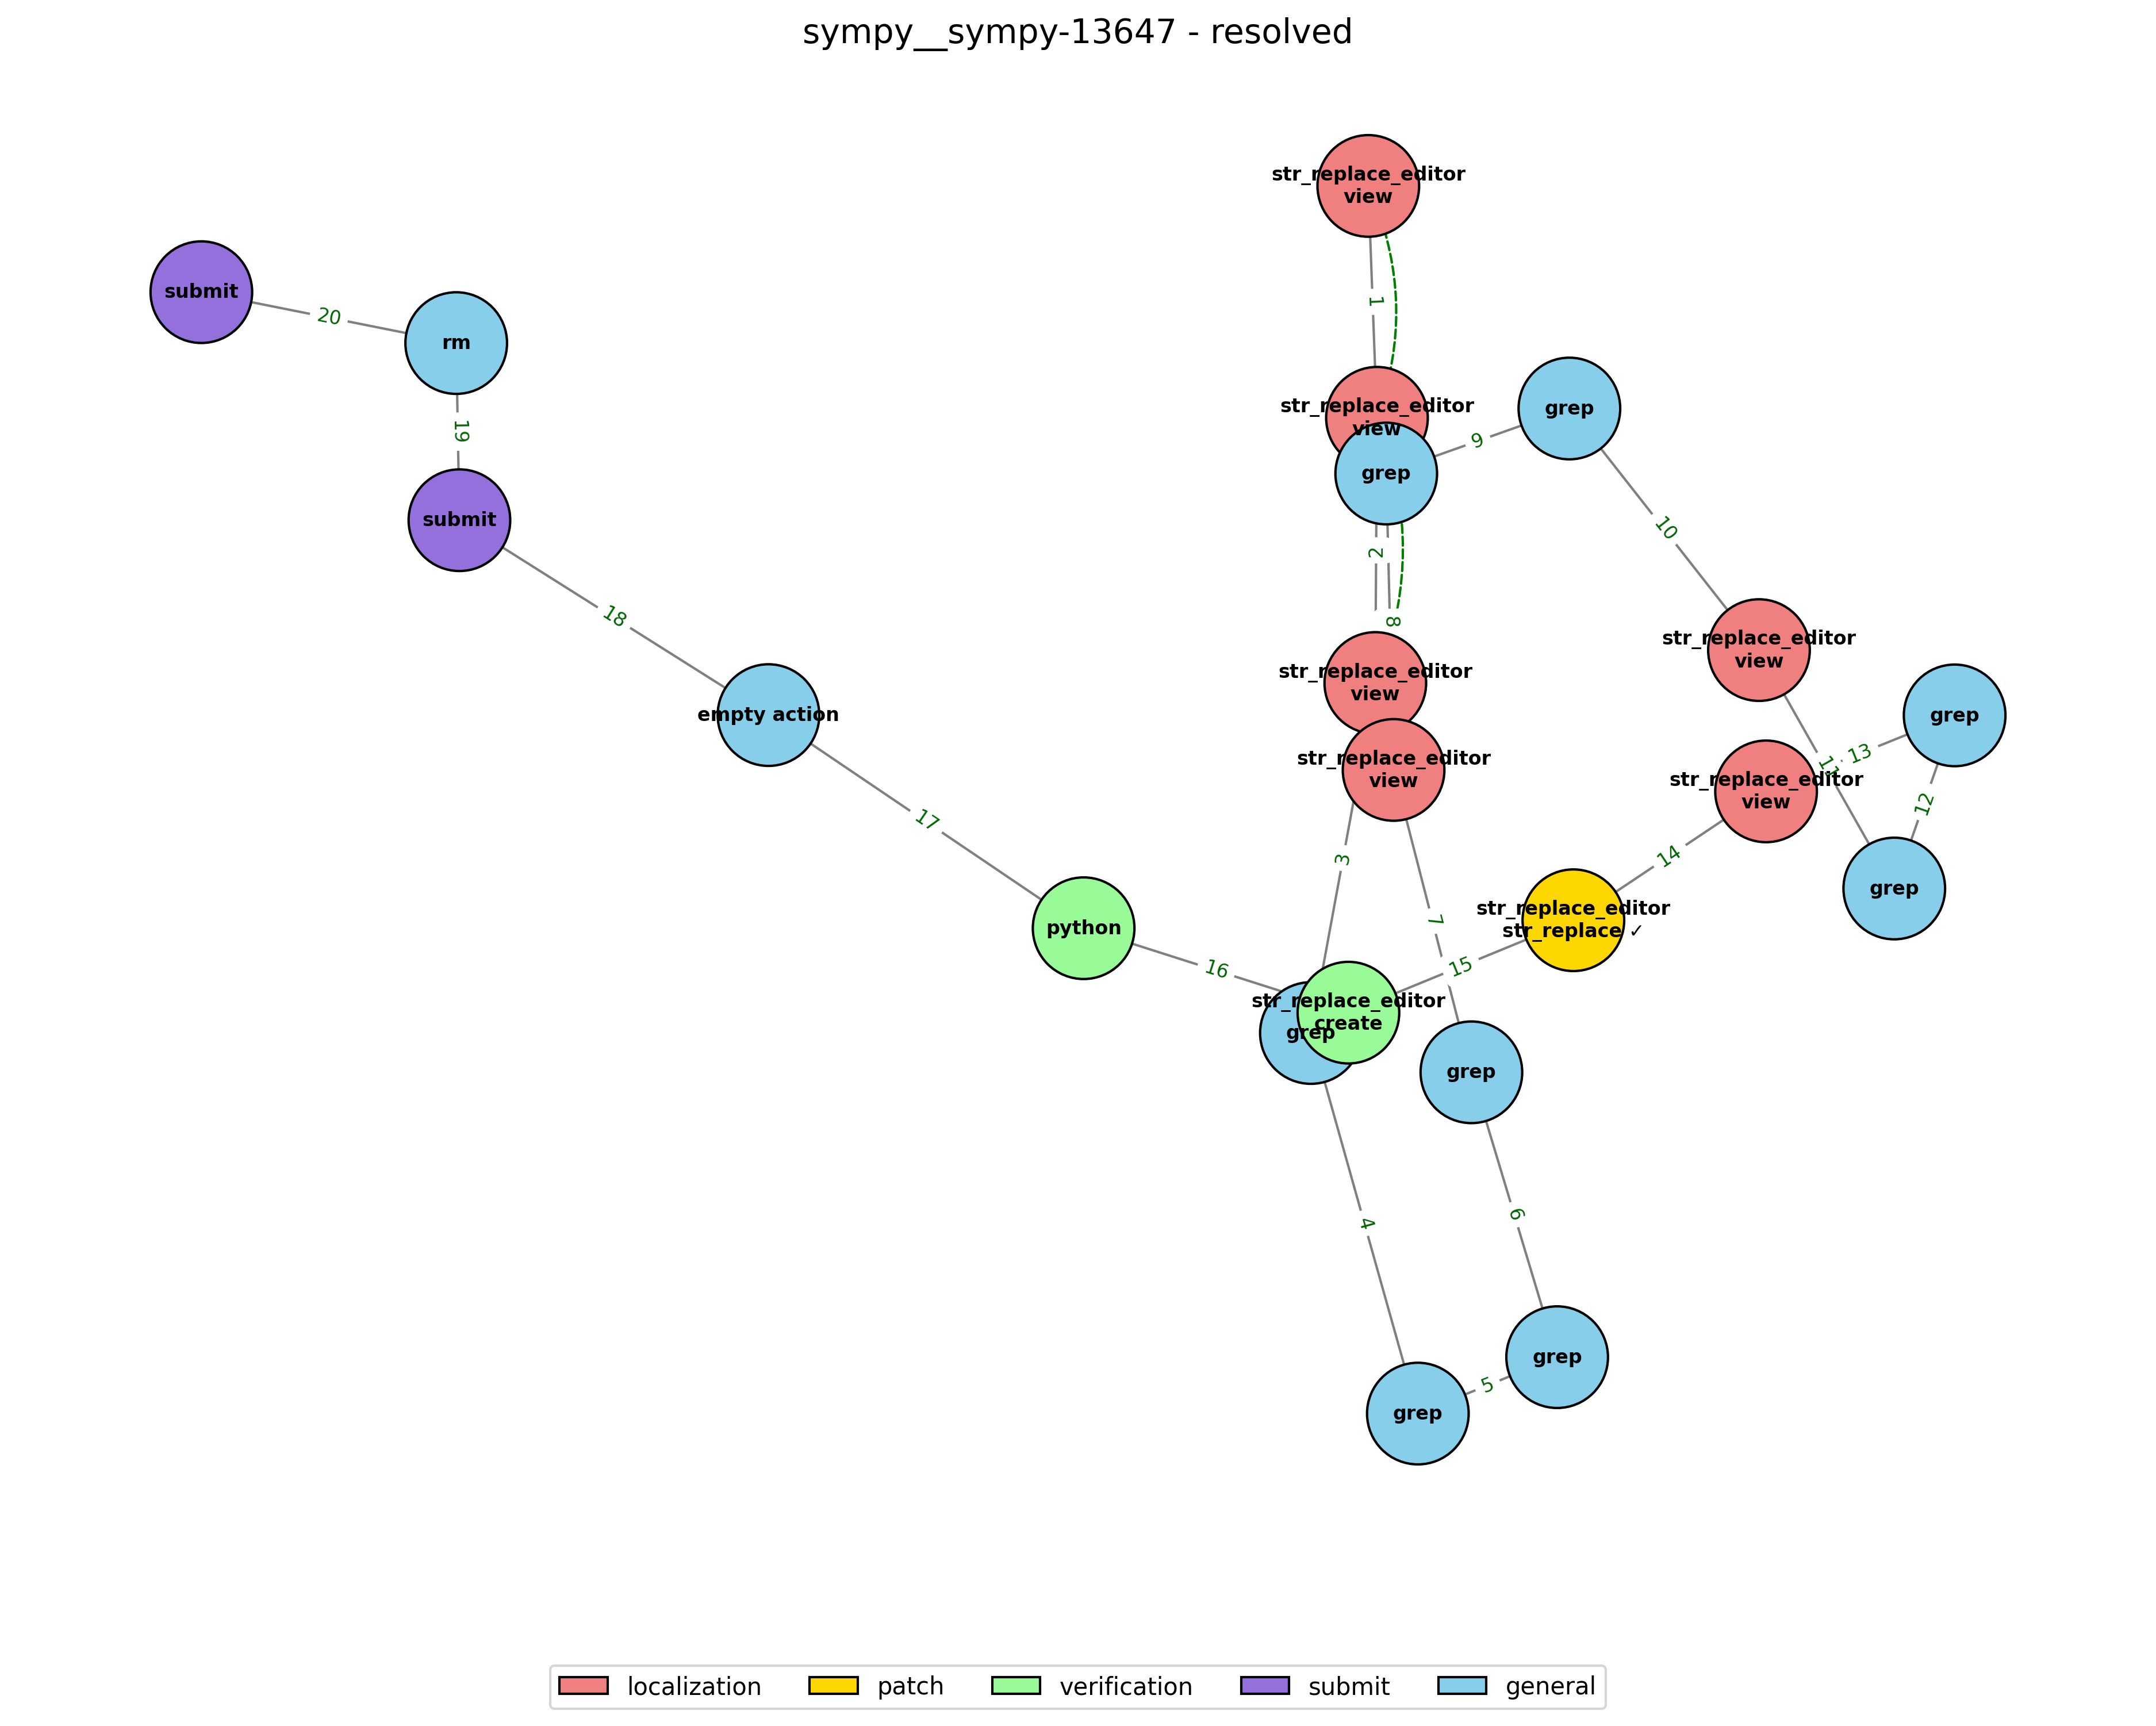 sympy__sympy-13647 - resolved
str_replace_editor
view
1
submit
20
rm
19
submit
str_replace_editor
view
grep
9
grep
2
8
10
18
str_replace_editor
view
str_replace_editor
view
empty action
str_replace_editor
view
11
13
grep
12
str_replace_editor
view
grep
17
3
7
14
python
16
str_replace_editor
str_replace ✓
15
str_replace_editor
create
grep
grep
4
6
grep
5
grep
localization
patch
verification
submit
general